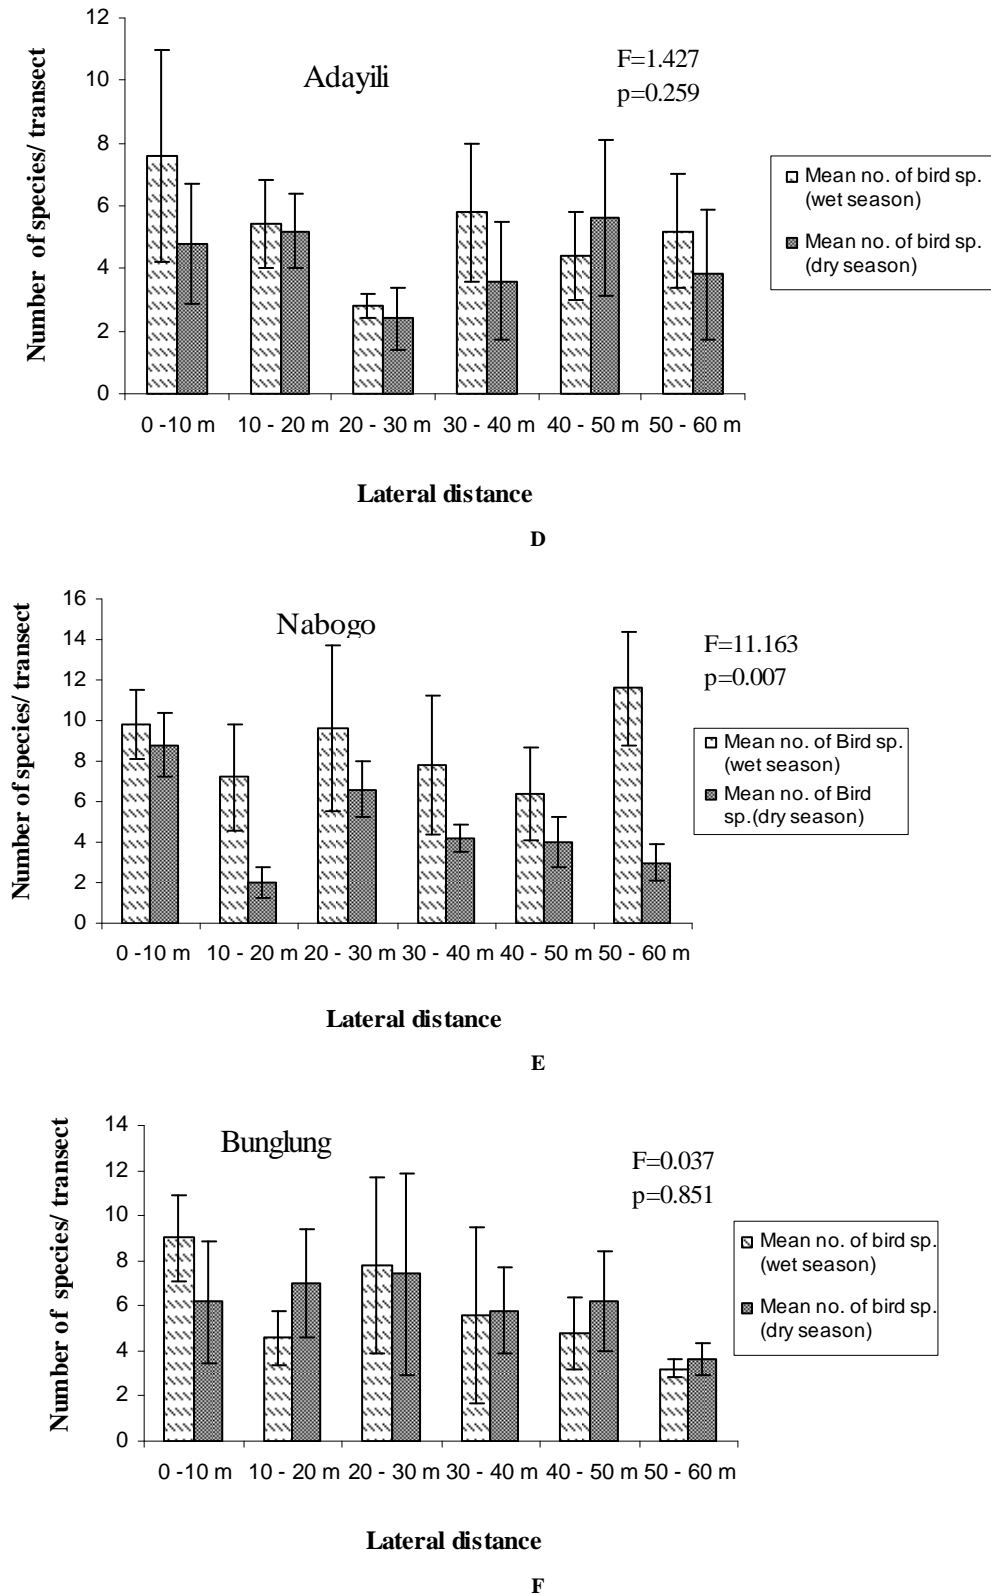 12
10
8
6
4
2
0
Number of species/ transect
Adayili
F=1.427
p=0.259
Mean no. of bird sp.
(wet season)
Mean no. of bird sp.
(dry season)
0 -10 m 10 - 20 m 20 - 30 m 30 - 40 m 40 - 50 m 50 - 60 m
Lateral distance
D
16
14
12
10
8
6
4
2
0
Number of species/ transect
Nabogo
F=11.163
p=0.007
Mean no. of Bird sp.
(wet season)
Mean no. of Bird
sp.(dry season)
0 -10 m 10 - 20 m 20 - 30 m 30 - 40 m 40 - 50 m 50 - 60 m
Lateral distance
E
14
12
10
8
6
4
2
0
Number of species/ transect
Bunglung
F=0.037
p=0.851
Mean no. of bird sp.
(wet season)
Mean no. of bird sp.
(dry season)
0 -10 m 10 - 20 m 20 - 30 m 30 - 40 m 40 - 50 m 50 - 60 m
Lateral distance
F